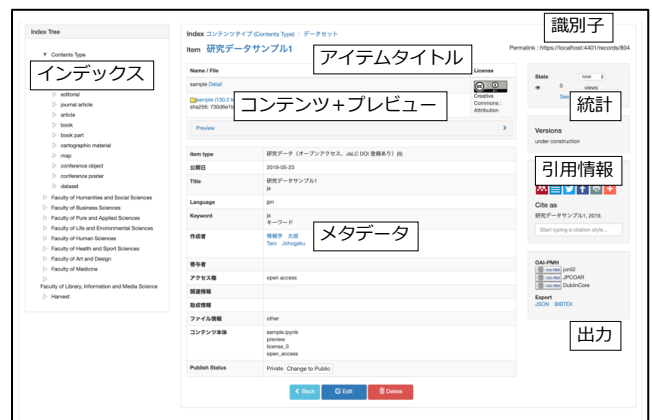 Index Tree
Contents Type
インデックス
editorial
journal article
article
book
book part
cartographic material
map
conference object
conference poster
dataset
Faculty of Humanities and Social Sciences
Faculty of Business Sciences
Faculty of Pure and Applied Sciences
Faculty of Life and Environmental Sciences
Faculty of Human Sciences
Faculty of Health and Sport Sciences
Faculty of Art and Design
Faculty of Medicine
Faculty of Library, Information and Media Science
Harvest
Index コンテンツタイプ (Contents Type) / データセット
Item 研究データサンプル1
アイテムタイトル
識別子
Permalink : https://localhost:4401/records/804
Name / File
License
sample Detail
sample (130.2
sha256:
コンテンツ+プレビュー
Creative
Commons :
Attribution
Preview
Item type 研究データ（オープンアクセス、JaLC DOI 登録あり）(6)
公開日 2019-05-23
Title 研究データサンプル1
ja
Language jpn
Keyword ja
キーワード
作成者 情報学 太郎
Taro Johogaku
メタデータ
寄与者
アクセス権 open access
関連情報
助成情報
ファイル情報 other
コンテンツ本体 sample.ipynb
preview
license_0
open_access
Publish Status Private Change to Public
Back Edit Delete
Stats total
0 views
See
統計
Versions
under construction
引用情報
Cite as
研究データサンプル1, 2019.
Start typing a citation style...
OAI-PMH
OAI-PMH junii2
OAI-PMH JPCOAR
OAI-PMH DublinCore
Export
JSON BIBTEX
出力